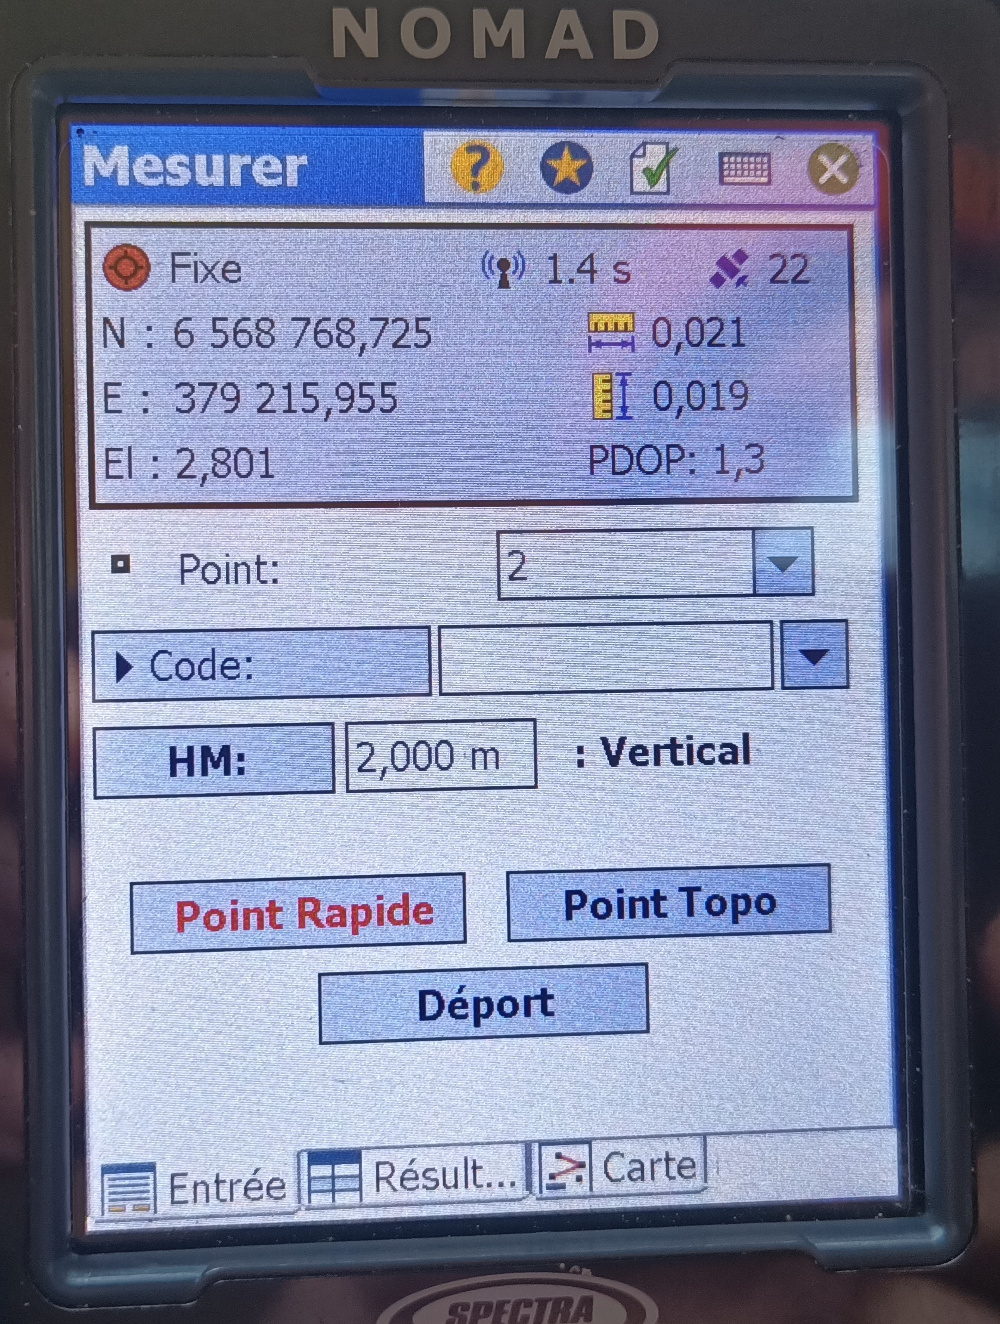 NOMAD
Mesurer
Fixe 1.4 s 22
N : 6 568 768,725 0,021
E : 379 215,955 0,019
El : 2,801 PDOP: 1,3
Point: 2
Code:
HM: 2,000 m : Vertical
Point Rapide Point Topo
Déport
Entrée Résult... Carte
SPECTRA